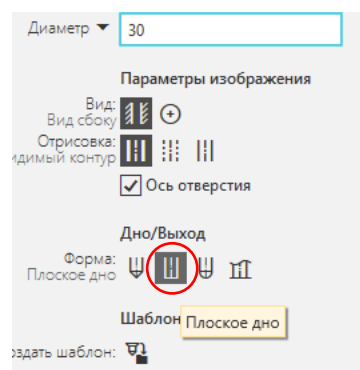 Диаметр
30
Параметры изображения
Вид:
Вид сбоку
Отрисовка:
димый контур
Ось отверстия
Дно/Выход
Форма:
Плоское дно
Шаблон
Плоское дно
оздать шаблон: